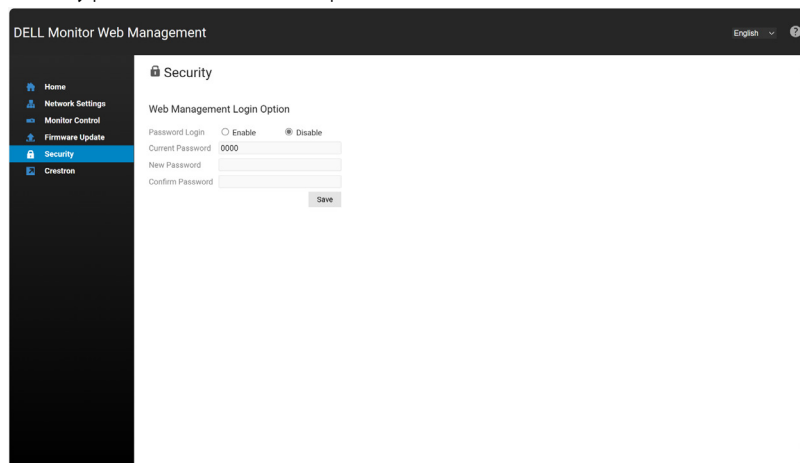 DELL Monitor Web Management
English
?
Home
Network Settings
Monitor Control
Firmware Update
Security
Crestron
Security
Web Management Login Option
Password Login Enable Disable
Current Password 0000
New Password
Confirm Password
Save